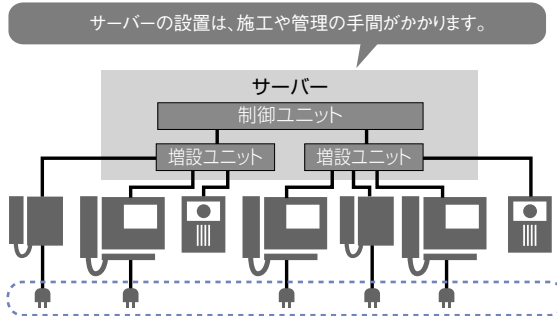 サーバーの設置は、施工や管理の手間がかかります。
サーバー
制御ユニット
増設ユニット
増設ユニット